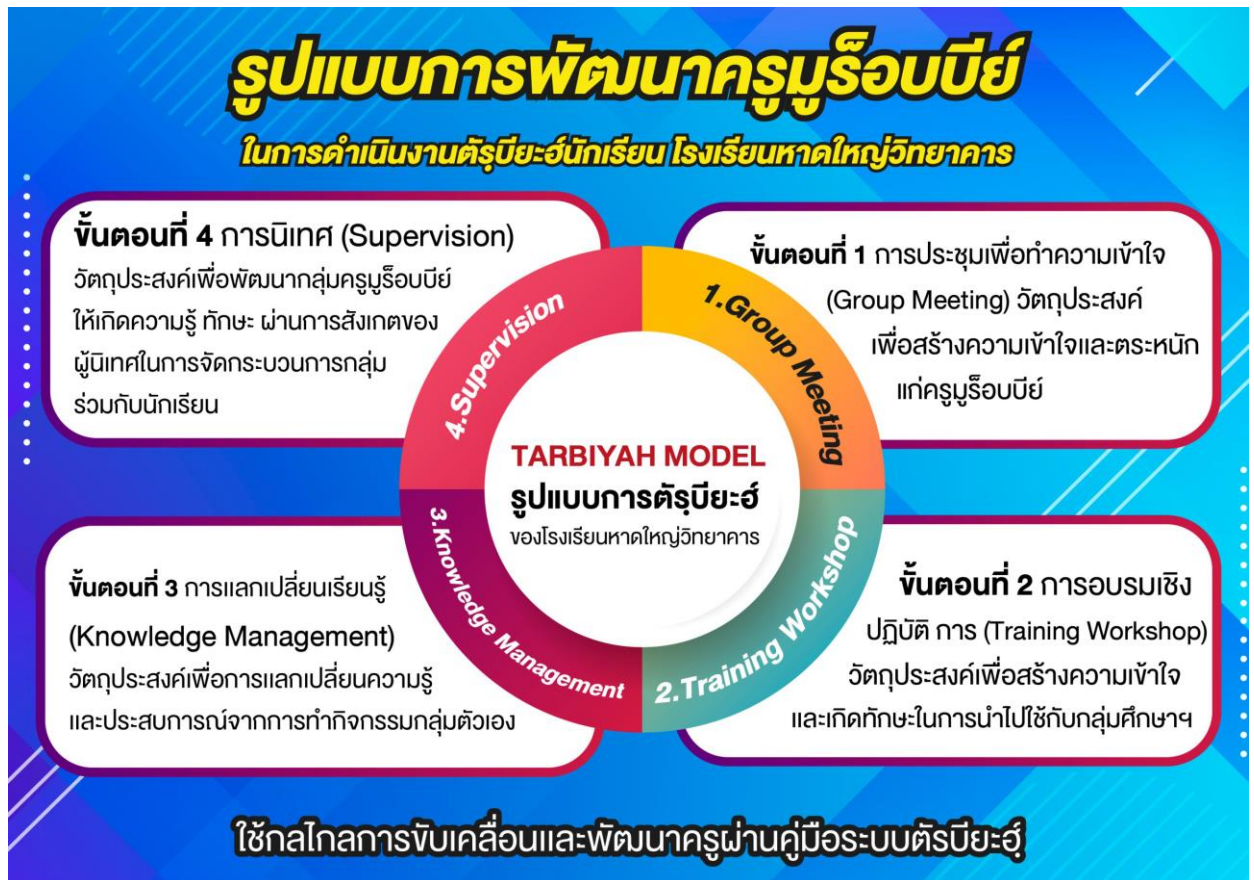 รูปแบบการพัฒนาครูมูร็อบบีย์
ในการดำเนินงานตัรฺบียะฮ์นักเรียน โรงเรียนหาดใหญ่วิทยาคาร
ขั้นตอนที่ 1 การประชุมเพื่อทำความเข้าใจ
(Group Meeting) วัตถุประสงค์
เพื่อสร้างความเข้าใจและตระหนัก
แก่ครูมูร็อบบีย์
ขั้นตอนที่ 2 การอบรมเชิง
ปฏิบัติ การ (Training Workshop)
วัตถุประสงค์เพื่อสร้างความเข้าใจ
และเกิดทักษะในการนำไปใช้กับกลุ่มศึกษาฯ
ขั้นตอนที่ 3 การแลกเปลี่ยนเรียนรู้
(Knowledge Management)
วัตถุประสงค์เพื่อการแลกเปลี่ยนความรู้
และประสบการณ์จากการทำกิจกรรมกลุ่มตัวเอง
ขั้นตอนที่ 4 การนิเทศ (Supervision)
วัตถุประสงค์เพื่อพัฒนากลุ่มครูมูร็อบบีย์
ให้เกิดความรู้ ทักษะ ผ่านการสังเกตของ
ผู้นิเทศในการจัดกระบวนการกลุ่ม
ร่วมกับนักเรียน
1.Group Meeting
2.Training Workshop
3.Knowledge Management
4.Supervision
TARBIYAH MODEL
รูปแบบการตัรฺบียะฮ์
ของโรงเรียนหาดใหญ่วิทยาคาร
ใช้กลไกลการขับเคลื่อนและพัฒนาครูผ่านคู่มือระบบตัรบียะฮฺ์